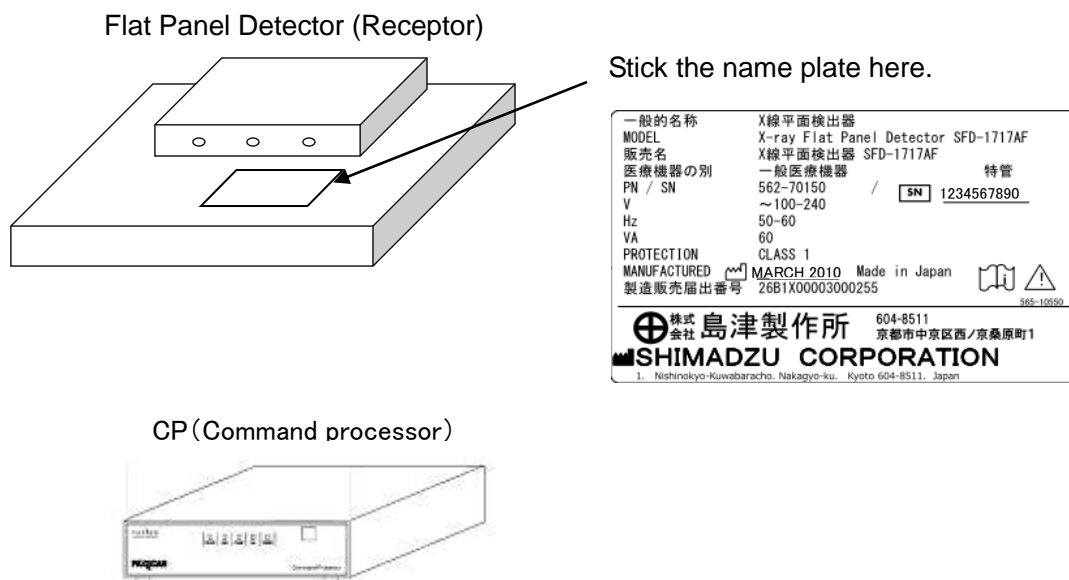 Flat Panel Detector (Receptor)
Stick the name plate here.
一般的名称 X線平面検出器
MODEL X-ray Flat Panel Detector SFD-1717AF
販売名 X線平面検出器 SFD-1717AF
医療機器の別 一般医療機器 特管
PN / SN 562-70150 / SN 1234567890
V ～100-240
Hz 50-60
VA 60
PROTECTION CLASS 1
MANUFACTURED MARCH 2010 Made in Japan
製造販売届出番号 26B1X00003000255
565-10550
株式会社 島津製作所 604-8511
京都市中京区西ノ京桑原町1
SHIMADZU CORPORATION
1. Nishinokyo-Kuwabaracho. Nakagyo-ku. Kyoto 604-8511. Japan
CP(Command processor)
PAXSCAN
Command Processor